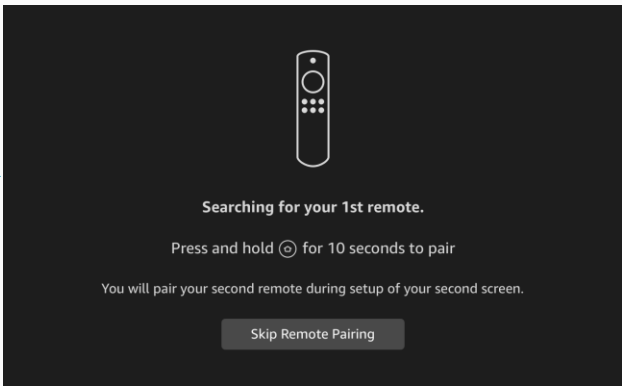 Searching for your 1st remote.
Press and hold for 10 seconds to pair
You will pair your second remote during setup of your second screen.
Skip Remote Pairing